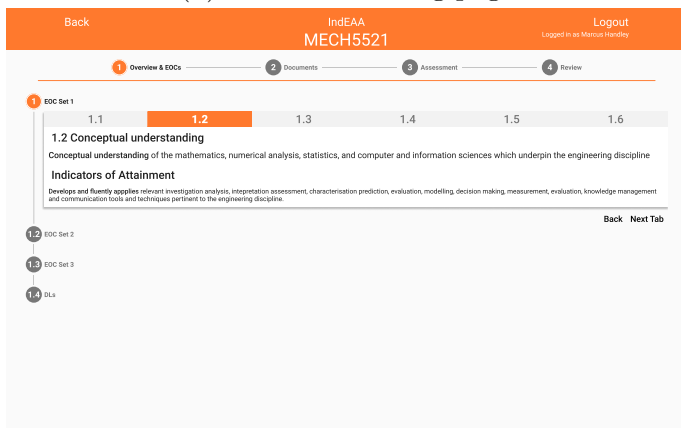 Back IndEAA Logout
MECH5521 Logged in as Marcus Handley
1 Overview & EOCs 2 Documents 3 Assessment 4 Review
1 EOC Set 1
1.1 1.2 1.3 1.4 1.5 1.6
1.2 Conceptual understanding
Conceptual understanding of the mathematics, numerical analysis, statistics, and computer and information sciences which underpin the engineering discipline
Indicators of Attainment
Develops and fluently appplies relevant investigation analysis, intepretation assessment, characterisation prediction, evaluation, modelling, decision making, measurement, evaluation, knowledge management
and communication tools and techniques pertinent to the engineering discipline.
Back Next Tab
1.2 EOC Set 2
1.3 EOC Set 3
1.4 DLs